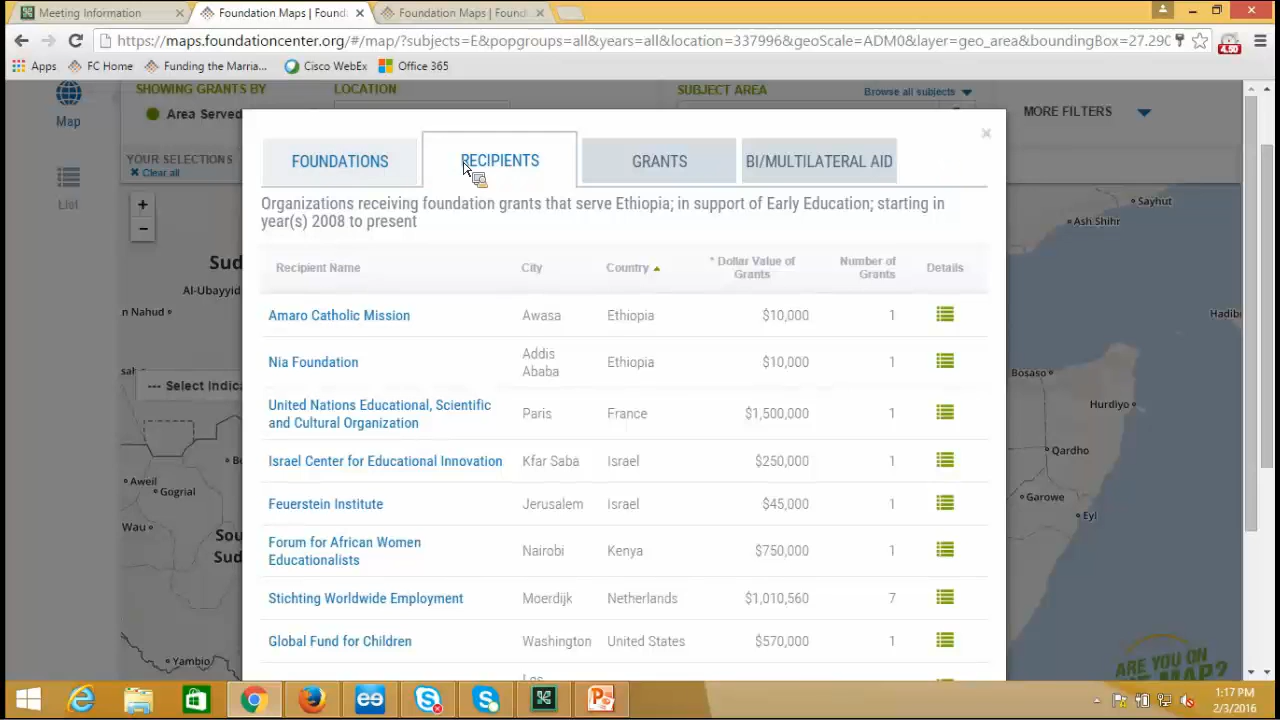 Meeting Information
Foundation Maps | Found
Foundation Maps | Found
https://maps.foundationcenter.org/#/map/?subjects=E&popgroups=all&years=all&location=337996&geoScale=ADM0&layer=geo_area&boundingBox=27.290
Apps
FC Home
Funding the Marria...
Cisco WebEx
Office 365
SHOWING GRANTS BY
LOCATION
SUBJECT AREA
Browse all subjects
Map
Area Served
MORE FILTERS
YOUR SELECTIONS
Clear all
List
FOUNDATIONS
RECIPIENTS
GRANTS
BI/MULTILATERAL AID
Organizations receiving foundation grants that serve Ethiopia; in support of Early Education; starting in
year(s) 2008 to present
Recipient Name
City
Country
* Dollar Value of
Grants
Number of
Grants
Details
Amaro Catholic Mission
Awasa
Ethiopia
$10,000
1
Nia Foundation
Addis
Ababa
Ethiopia
$10,000
1
United Nations Educational, Scientific
and Cultural Organization
Paris
France
$1,500,000
1
Israel Center for Educational Innovation
Kfar Saba
Israel
$250,000
1
Feuerstein Institute
Jerusalem
Israel
$45,000
1
Forum for African Women
Educationalists
Nairobi
Kenya
$750,000
1
Stichting Worldwide Employment
Moerdijk
Netherlands
$1,010,560
7
Global Fund for Children
Washington
United States
$570,000
1
Los
Sud
Al-Ubayyid
n Nahud
--- Select Indica
Aweil
Gogrial
Wau
Sou
Sud
Yambio
Sayhut
Ash Shihr
Hadibi
Bosaso
Hurdiyo
Qardho
Garowe
Eyl
ARE YOU ON
MAP?
4.90
1:17 PM
2/3/2016